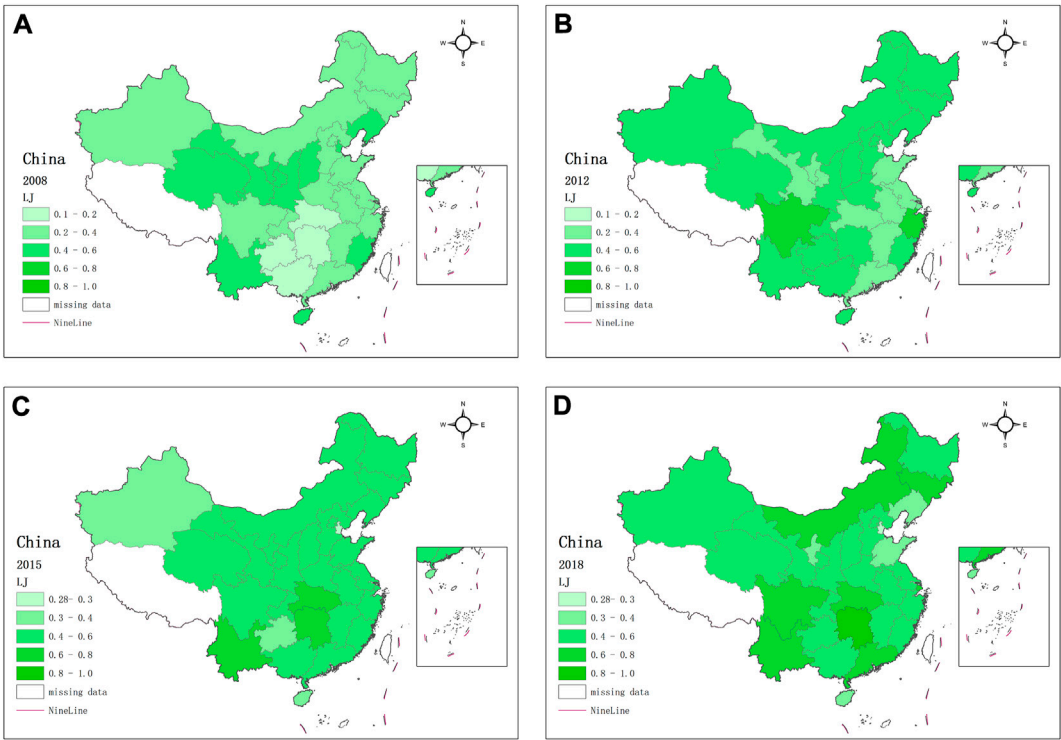 A
N
W E
S
China
2008
LJ
0.1 - 0.2
0.2 - 0.4
0.4 - 0.6
0.6 - 0.8
0.8 - 1.0
missing data
NineLine
B
N
W E
S
China
2012
LJ
0.1 - 0.2
0.2 - 0.4
0.4 - 0.6
0.6 - 0.8
0.8 - 1.0
missing data
NineLine
C
N
W E
S
China
2015
LJ
0.28- 0.3
0.3 - 0.4
0.4 - 0.6
0.6 - 0.8
0.8 - 1.0
missing data
NineLine
D
N
W E
S
China
2018
LJ
0.28- 0.3
0.3 - 0.4
0.4 - 0.6
0.6 - 0.8
0.8 - 1.0
missing data
NineLine